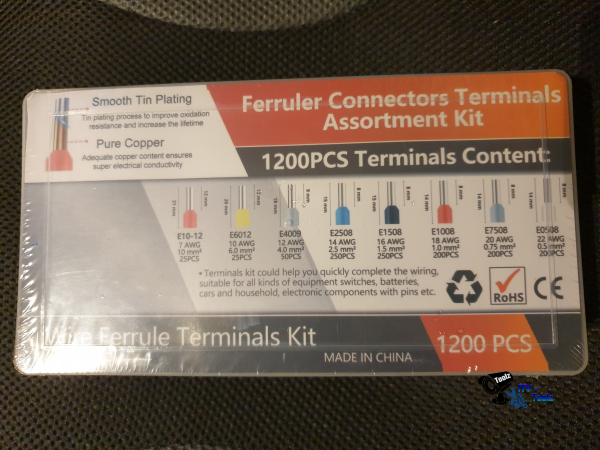 Smooth Tin Plating
Tin plating process to improve oxidation
resistance and increase the lifetime
Pure Copper
Adequate copper content ensures
super electrical conductivity
Ferruler Connectors Terminals
Assortment Kit
1200PCS Terminals Content:
E10-12 E6012 E4009 E2508 E1508 E1008 E7508 E0508
7 AWG 10 AWG 12 AWG 14 AWG 16 AWG 18 AWG 20 AWG 22 AWG
10 mm² 6.0 mm² 4.0 mm² 2.5 mm² 1.5 mm² 1.0 mm² 0.75 mm² 0.5 mm²
25PCS 25PCS 50PCS 250PCS 250PCS 200PCS 200PCS 200PCS
• Terminals kit could help you quickly complete the wiring,
suitable for all kinds of equipment switches, batteries,
cars and household, electronic components with pins etc.
RoHS
CE
Wire Ferrule Terminals Kit
MADE IN CHINA
1200 PCS
Toolz